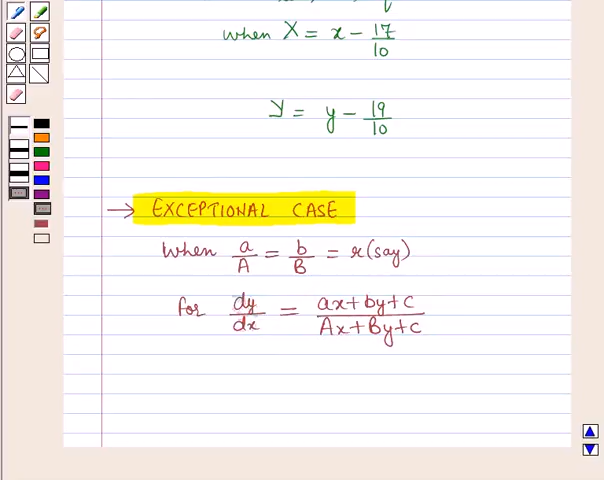 when X = x - 17/10
Y = y - 19/10
→ EXCEPTIONAL CASE
When a/A = b/B = r (say)
for dy/dx = ax+by+c/Ax+By+C